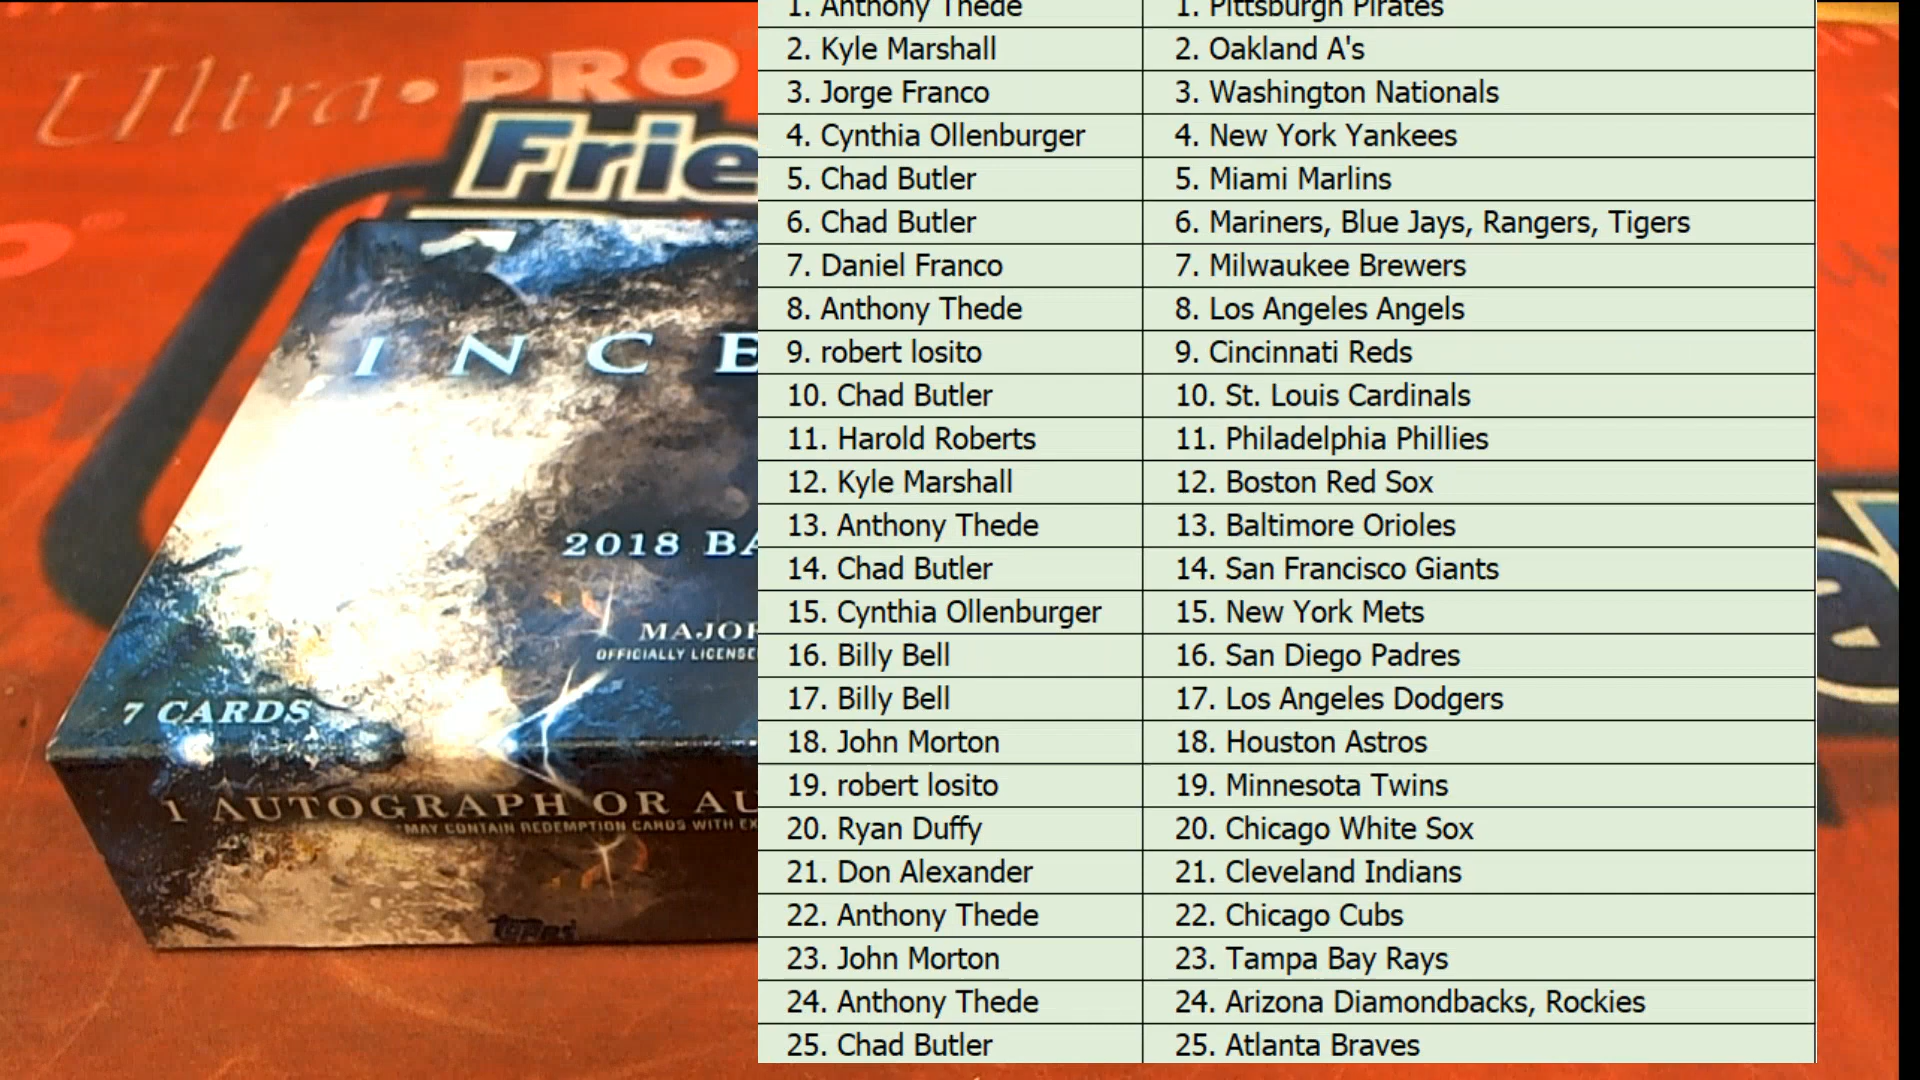 Ultra•PRO
Frie
INCE
2018 BA
MAJOR
OFFICIALLY LICENSE
7 CARDS
1 AUTOGRAPH OR AU
*MAY CONTAIN REDEMPTION CARDS WITH EX
topps
1. Anthony Thede 1. Pittsburgh Pirates
2. Kyle Marshall 2. Oakland A's
3. Jorge Franco 3. Washington Nationals
4. Cynthia Ollenburger 4. New York Yankees
5. Chad Butler 5. Miami Marlins
6. Chad Butler 6. Mariners, Blue Jays, Rangers, Tigers
7. Daniel Franco 7. Milwaukee Brewers
8. Anthony Thede 8. Los Angeles Angels
9. robert losito 9. Cincinnati Reds
10. Chad Butler 10. St. Louis Cardinals
11. Harold Roberts 11. Philadelphia Phillies
12. Kyle Marshall 12. Boston Red Sox
13. Anthony Thede 13. Baltimore Orioles
14. Chad Butler 14. San Francisco Giants
15. Cynthia Ollenburger 15. New York Mets
16. Billy Bell 16. San Diego Padres
17. Billy Bell 17. Los Angeles Dodgers
18. John Morton 18. Houston Astros
19. robert losito 19. Minnesota Twins
20. Ryan Duffy 20. Chicago White Sox
21. Don Alexander 21. Cleveland Indians
22. Anthony Thede 22. Chicago Cubs
23. John Morton 23. Tampa Bay Rays
24. Anthony Thede 24. Arizona Diamondbacks, Rockies
25. Chad Butler 25. Atlanta Braves